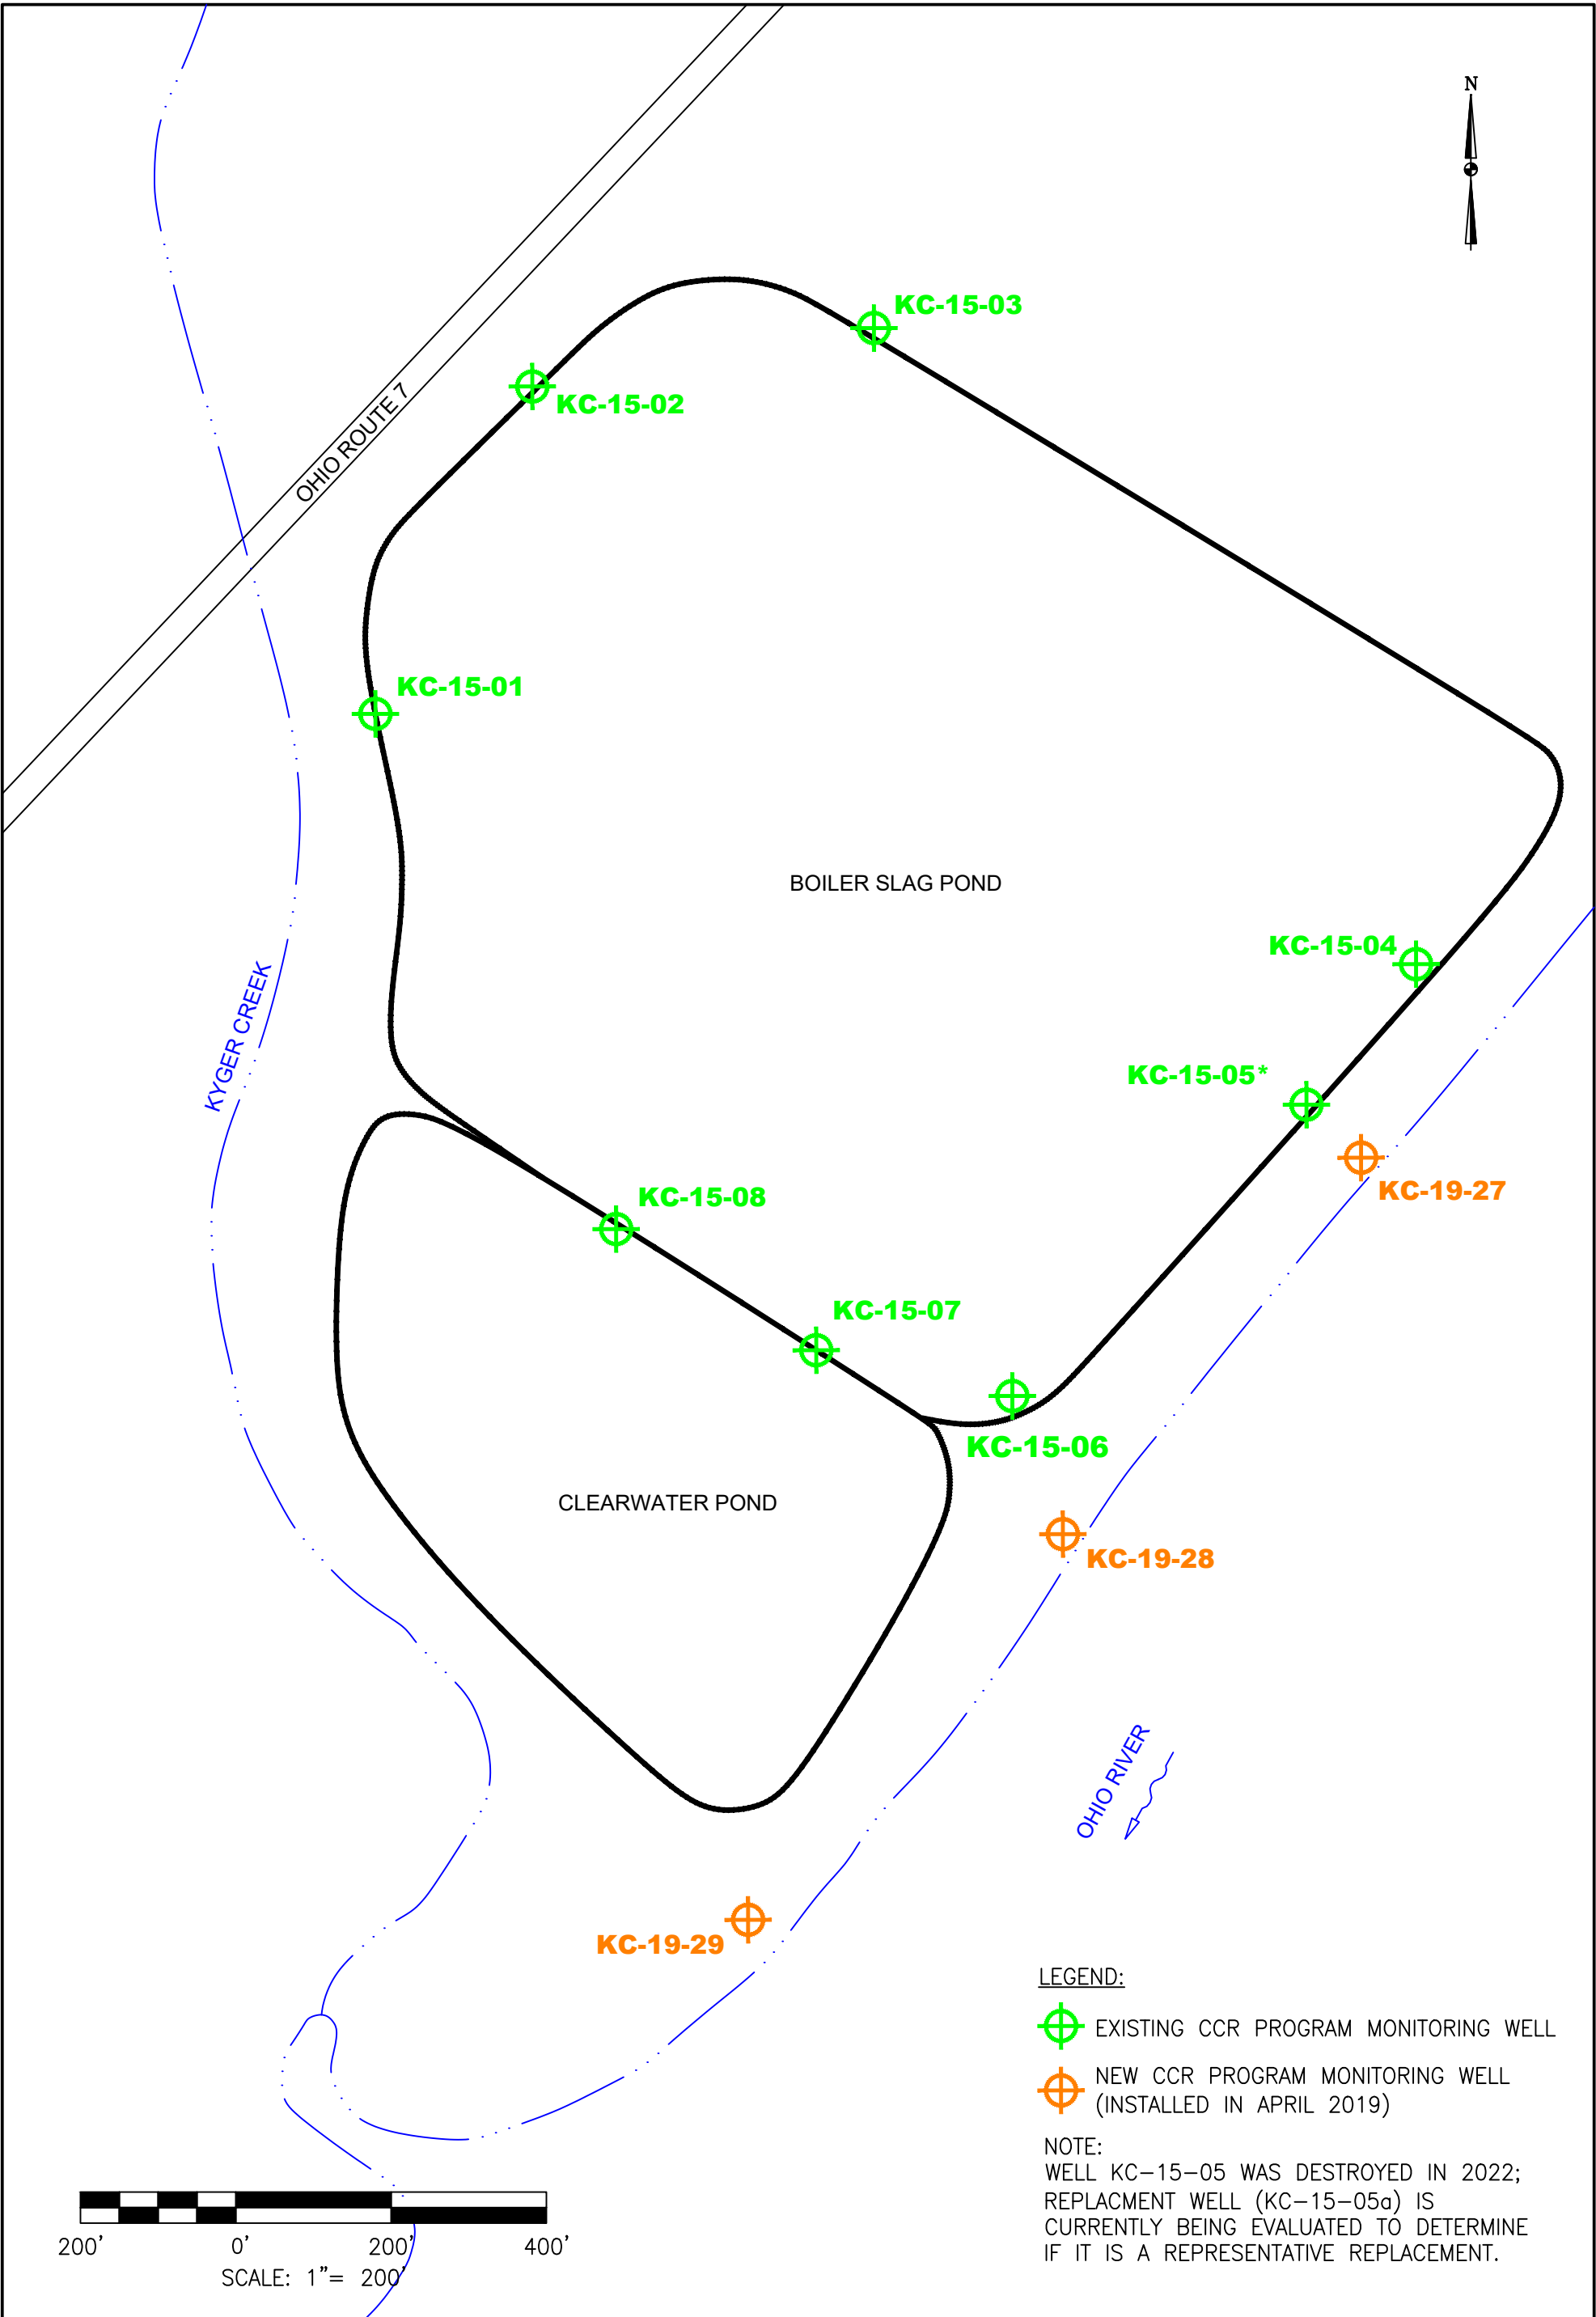 N
KC-15-03
KC-15-02
OHIO ROUTE 7
KC-15-01
BOILER SLAG POND
KC-15-04
KYGER CREEK
KC-15-05*
KC-19-27
KC-15-08
KC-15-07
KC-15-06
CLEARWATER POND
KC-19-28
OHIO RIVER
KC-19-29
LEGEND:
EXISTING CCR PROGRAM MONITORING WELL
NEW CCR PROGRAM MONITORING WELL
(INSTALLED IN APRIL 2019)
NOTE:
WELL KC-15-05 WAS DESTROYED IN 2022;
REPLACMENT WELL (KC-15-05a) IS
CURRENTLY BEING EVALUATED TO DETERMINE
IF IT IS A REPRESENTATIVE REPLACEMENT.
200' 0' 200' 400'
SCALE: 1"= 200'